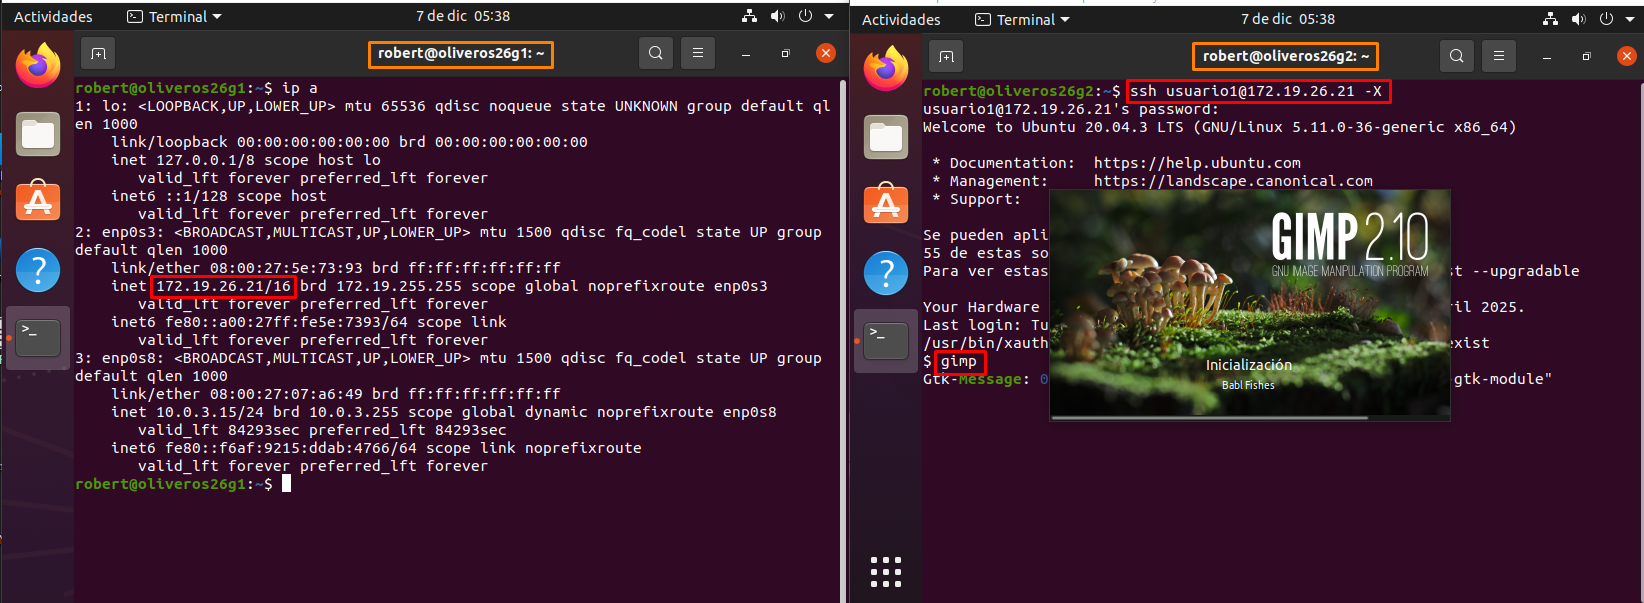 Actividades
Terminal
7 de dic 05:38
robert@oliveros26g1: ~
robert@oliveros26g1:~$ ip a
1: lo: <LOOPBACK,UP,LOWER_UP> mtu 65536 qdisc noqueue state UNKNOWN group default ql
en 1000
link/loopback 00:00:00:00:00:00 brd 00:00:00:00:00:00
inet 127.0.0.1/8 scope host lo
valid_lft forever preferred_lft forever
inet6 ::1/128 scope host
valid_lft forever preferred_lft forever
2: enp0s3: <BROADCAST,MULTICAST,UP,LOWER_UP> mtu 1500 qdisc fq_codel state UP group
default qlen 1000
link/ether 08:00:27:5e:73:93 brd ff:ff:ff:ff:ff:ff
inet 172.19.26.21/16 brd 172.19.255.255 scope global noprefixroute enp0s3
valid_lft forever preferred_lft forever
inet6 fe80::a00:27ff:fe5e:7393/64 scope link
valid_lft forever preferred_lft forever
3: enp0s8: <BROADCAST,MULTICAST,UP,LOWER_UP> mtu 1500 qdisc fq_codel state UP group
default qlen 1000
link/ether 08:00:27:07:a6:49 brd ff:ff:ff:ff:ff:ff
inet 10.0.3.15/24 brd 10.0.3.255 scope global dynamic noprefixroute enp0s8
valid_lft 84293sec preferred_lft 84293sec
inet6 fe80::f6af:9215:ddab:4766/64 scope link noprefixroute
valid_lft forever preferred_lft forever
robert@oliveros26g1:~$
Actividades
Terminal
7 de dic 05:38
robert@oliveros26g2: ~
robert@oliveros26g2:~$ ssh usuario1@172.19.26.21 -X
usuario1@172.19.26.21's password:
Welcome to Ubuntu 20.04.3 LTS (GNU/Linux 5.11.0-36-generic x86_64)
* Documentation: https://help.ubuntu.com
* Management: https://landscape.canonical.com
* Support:
Se pueden apli
55 de estas so
Para ver estas st --upgradable
Your Hardware ril 2025.
Last login: Tu
/usr/bin/xauth exist
$ gimp
Gtk-Message: 0 gtk-module"
GIMP 2.10
GNU IMAGE MANIPULATION PROGRAM
Inicialización
Babl Fishes